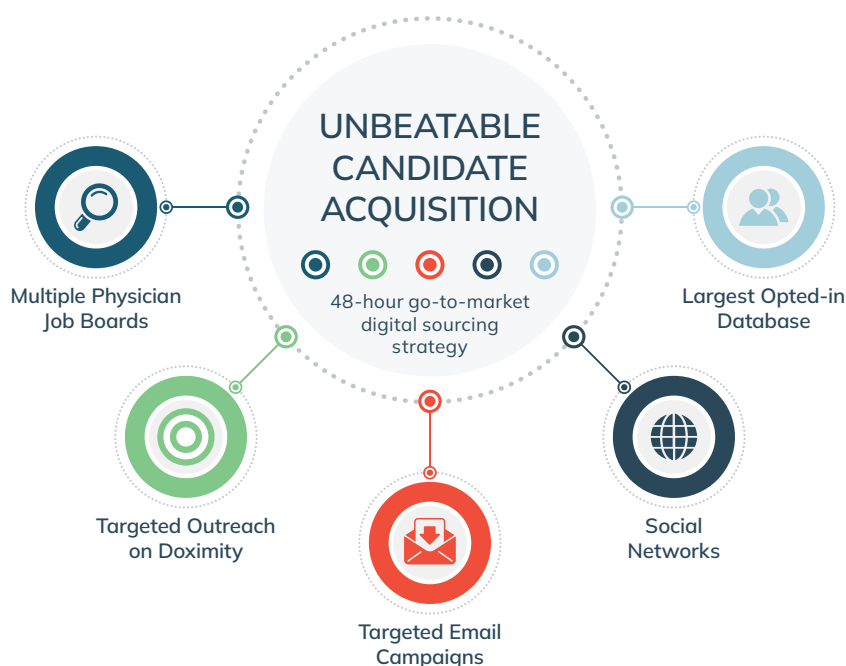 UNBEATABLE
CANDIDATE
ACQUISITION
48-hour go-to-market
digital sourcing
strategy
Multiple Physician
Job Boards
Targeted Outreach
on Doximity
Targeted Email
Campaigns
Social
Networks
Largest Opted-in
Database